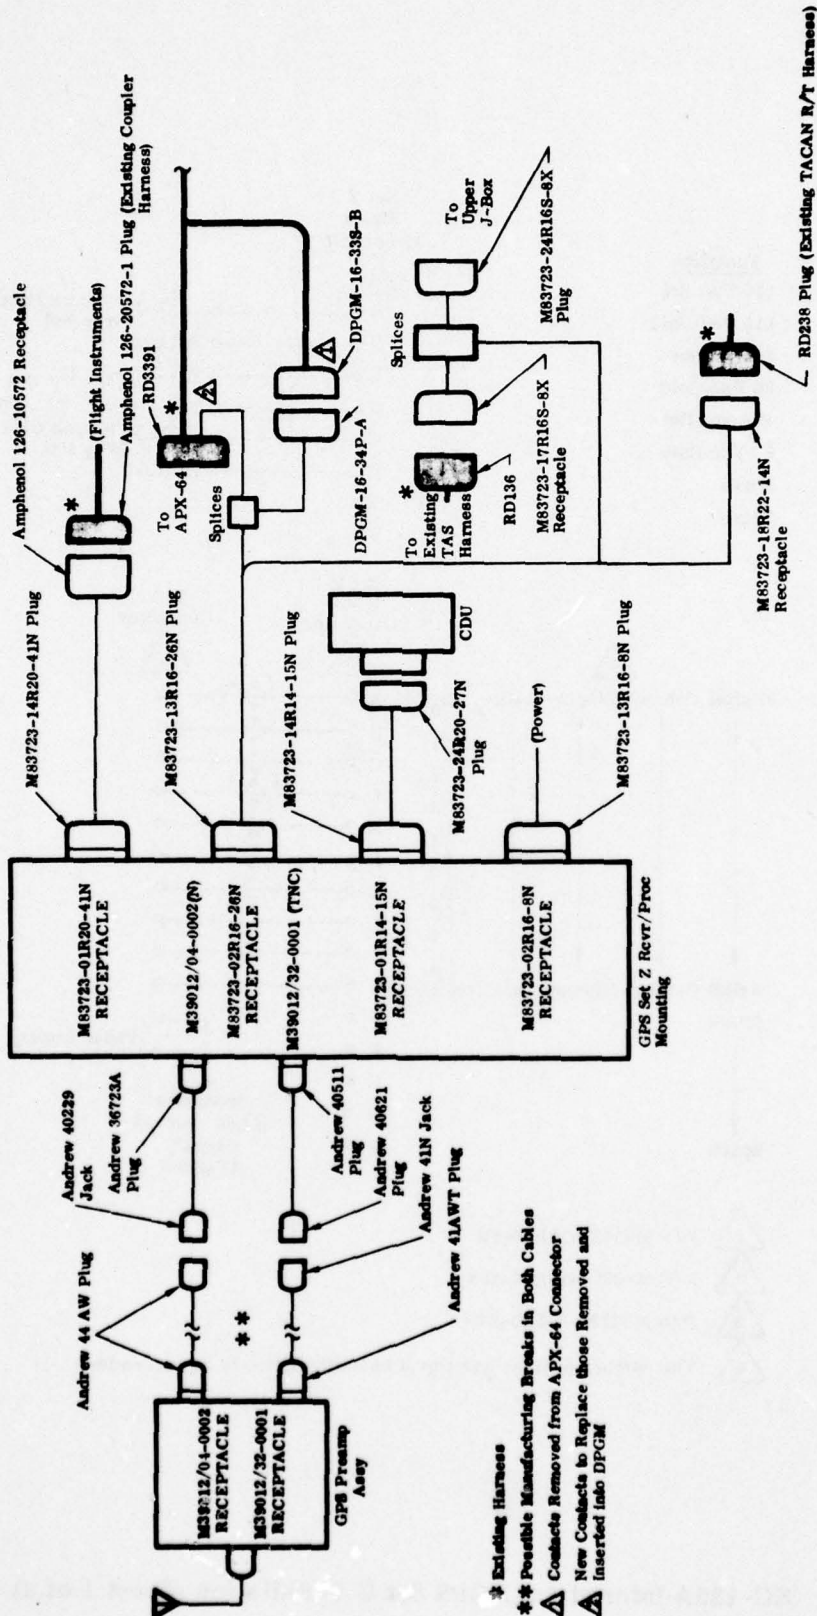 Amphenol 126-10572 Receptacle
*
(Flight Instruments)
Amphenol 126-20572-1 Plug (Existing Coupler
Harness)
M83723-14R20-41N Plug
RD3391
*
To
APX-64
2
Splices
M83723-13R16-26N Plug
1
DPGM-16-33S-B
DPGM-16-34P-A
To
Upper
J-Box
Splices
M83723-24R16S-8X
Plug
*
To
Existing
TAS
Harness
RD136
M83723-17R16S-8X
Receptacle
*
RD238 Plug (Existing TACAN R/T Harness)
M83723-18R22-14N
Receptacle
M83723-14R14-15N Plug
CDU
M83723-24R20-27N
Plug
(Power)
M83723-13R16-8N Plug
M83723-01R20-41N
RECEPTACLE
M39012/04-0002(N)
M83723-02R16-26N
RECEPTACLE
M39012/32-0001 (TNC)
M83723-01R14-15N
RECEPTACLE
M83723-02R16-8N
RECEPTACLE
GPS Set Z Rcvr/Proc
Mounting
Andrew 44 AW Plug
Andrew 40229
Jack
Andrew 36723A
Plug
Andrew 40511
Plug
Andrew 40621
Plug
Andrew 41N Jack
Andrew 41AWT Plug
**
M39012/04-0002
RECEPTACLE
M39012/32-0001
RECEPTACLE
GPS Preamp
Assy
* Existing Harness
** Possible Manufacturing Breaks in Both Cables
1 Contacts Removed from APX-64 Connector
2 New Contacts to Replace those Removed and
Inserted into DPGM